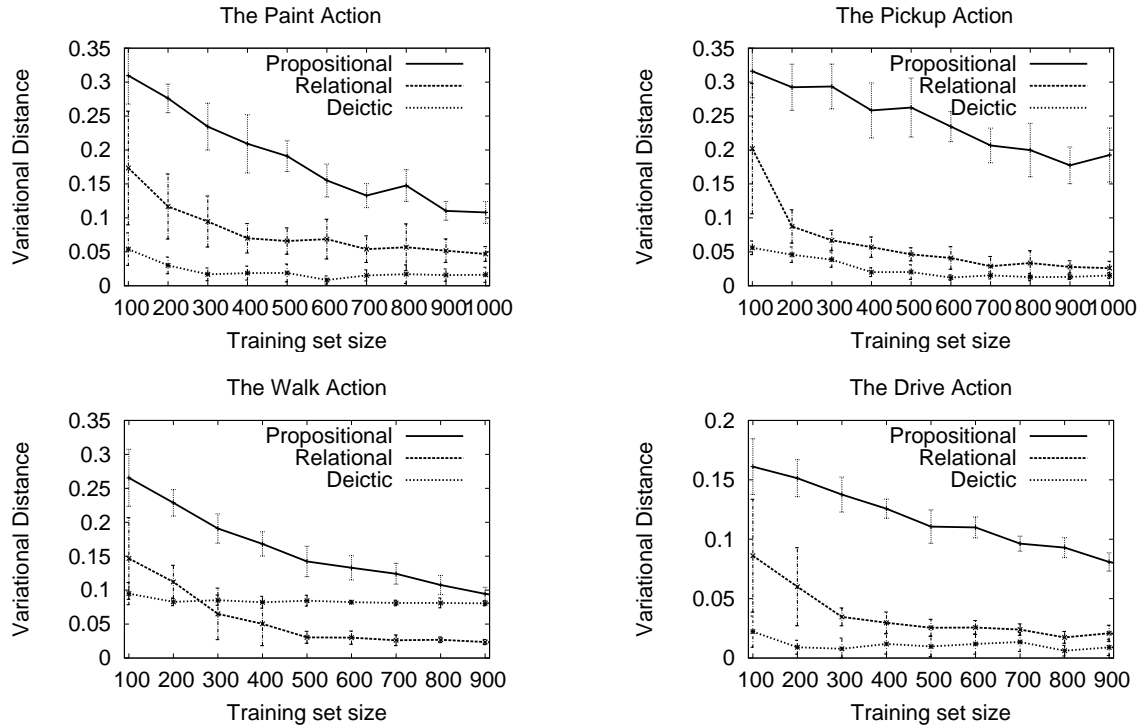 The Paint Action
0.35
0.3
0.25
0.2
0.15
0.1
0.05
0
Variational Distance
Propositional
Relational
Deictic
100 200 300 400 500 600 700 800 900 1000
Training set size
The Pickup Action
0.35
0.3
0.25
0.2
0.15
0.1
0.05
0
Variational Distance
Propositional
Relational
Deictic
100 200 300 400 500 600 700 800 900 1000
Training set size
The Walk Action
0.35
0.3
0.25
0.2
0.15
0.1
0.05
0
Variational Distance
Propositional
Relational
Deictic
100 200 300 400 500 600 700 800 900
Training set size
The Drive Action
0.2
0.15
0.1
0.05
0
Variational Distance
Propositional
Relational
Deictic
100 200 300 400 500 600 700 800 900
Training set size